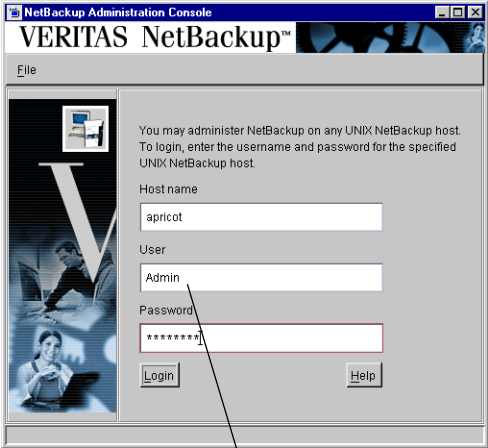 NetBackup Administration Console
VERITAS NetBackup™
File
You may administer NetBackup on any UNIX NetBackup host.
To login, enter the username and password for the specified
UNIX NetBackup host.
Host name
apricot
User
Admin
Password
********
Login Help